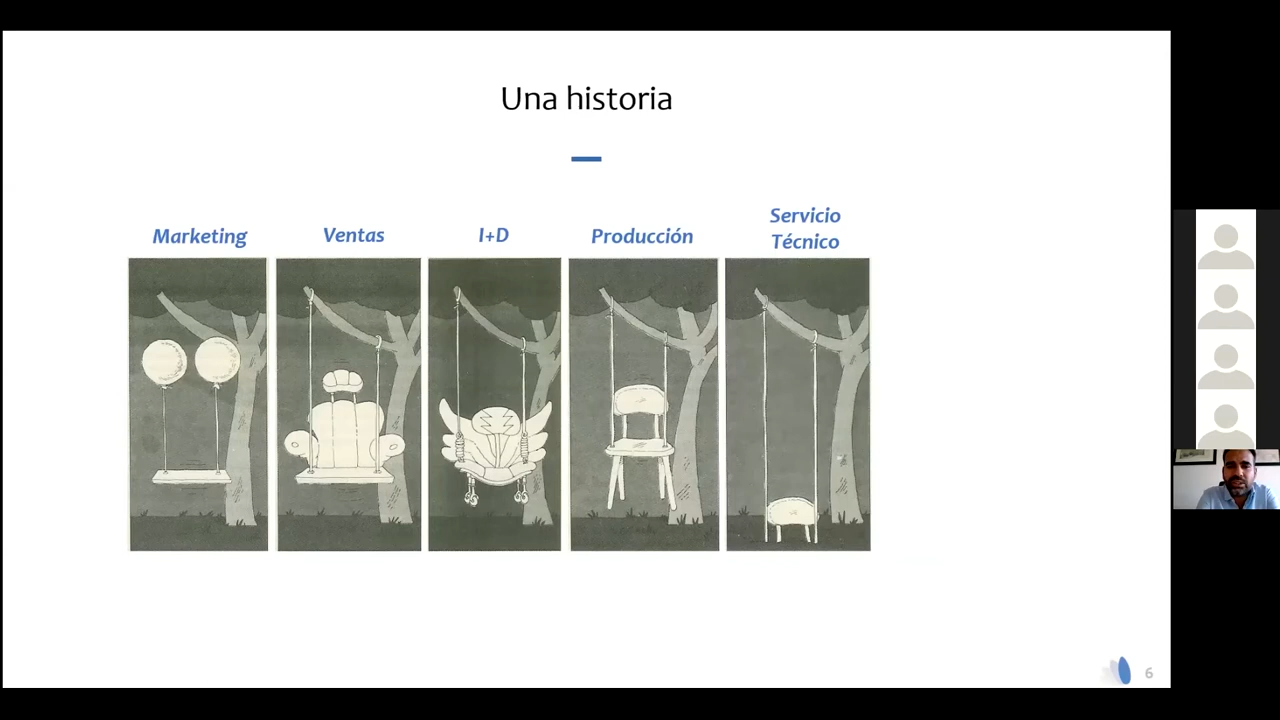 Una historia
Marketing
Ventas
I+D
Producción
Servicio
Técnico
6